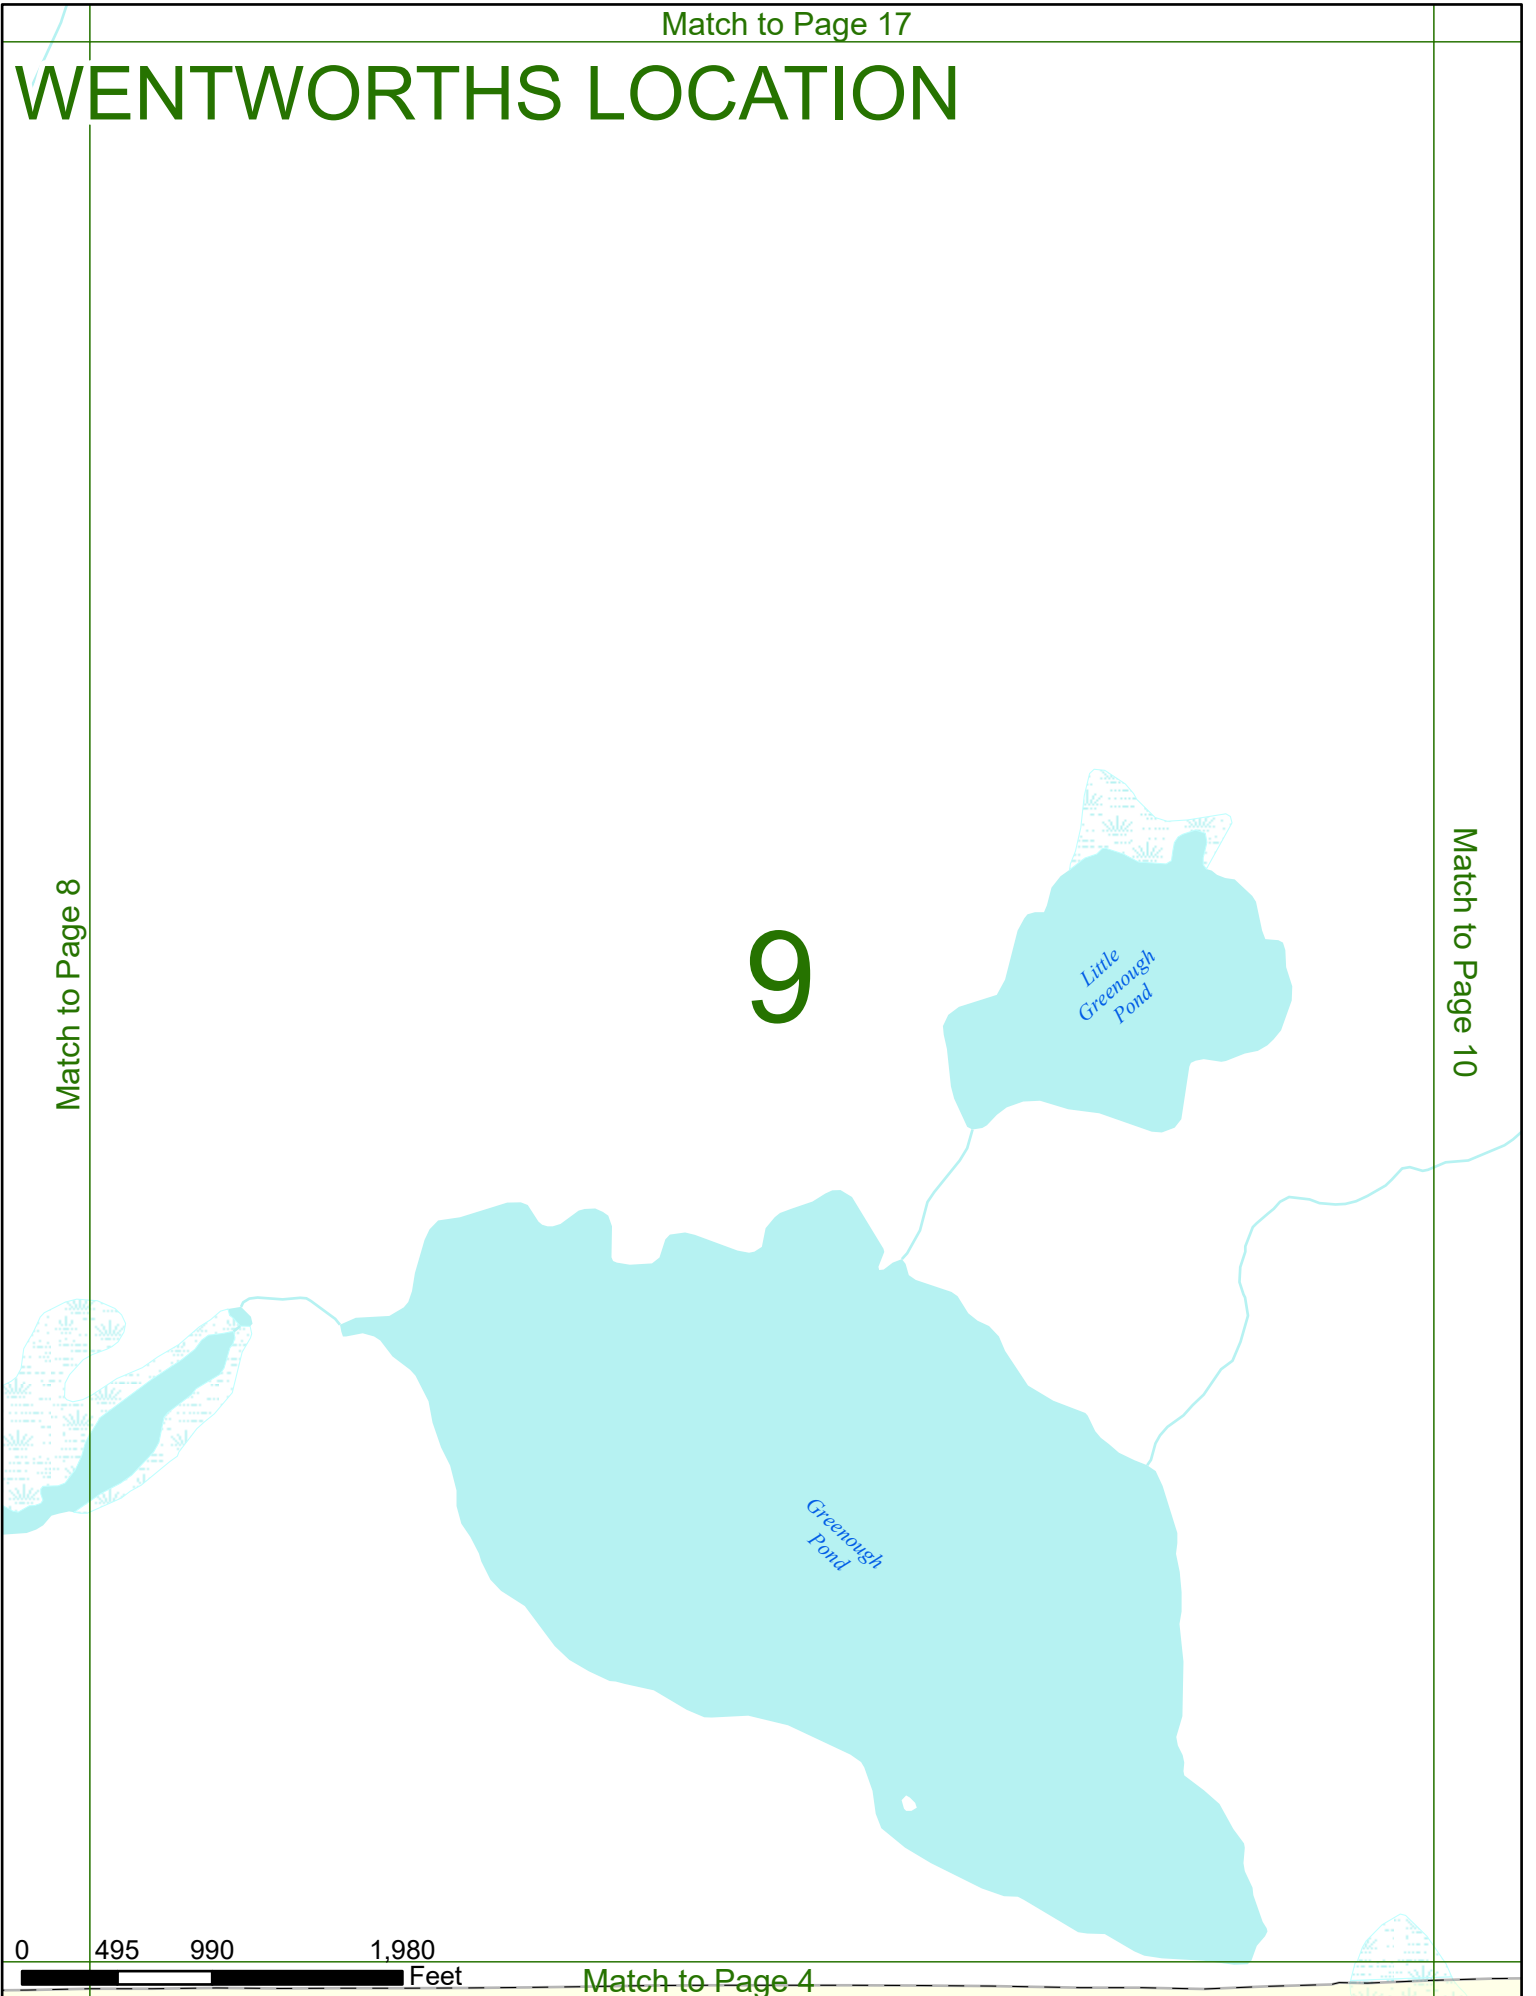 Match to Page 17
WENTWORTHS LOCATION
Match to Page 8
9
Little
Greenough
Pond
Match to Page 10
Greenough
Pond
0 495 990 1,980
Feet
Match to Page 4